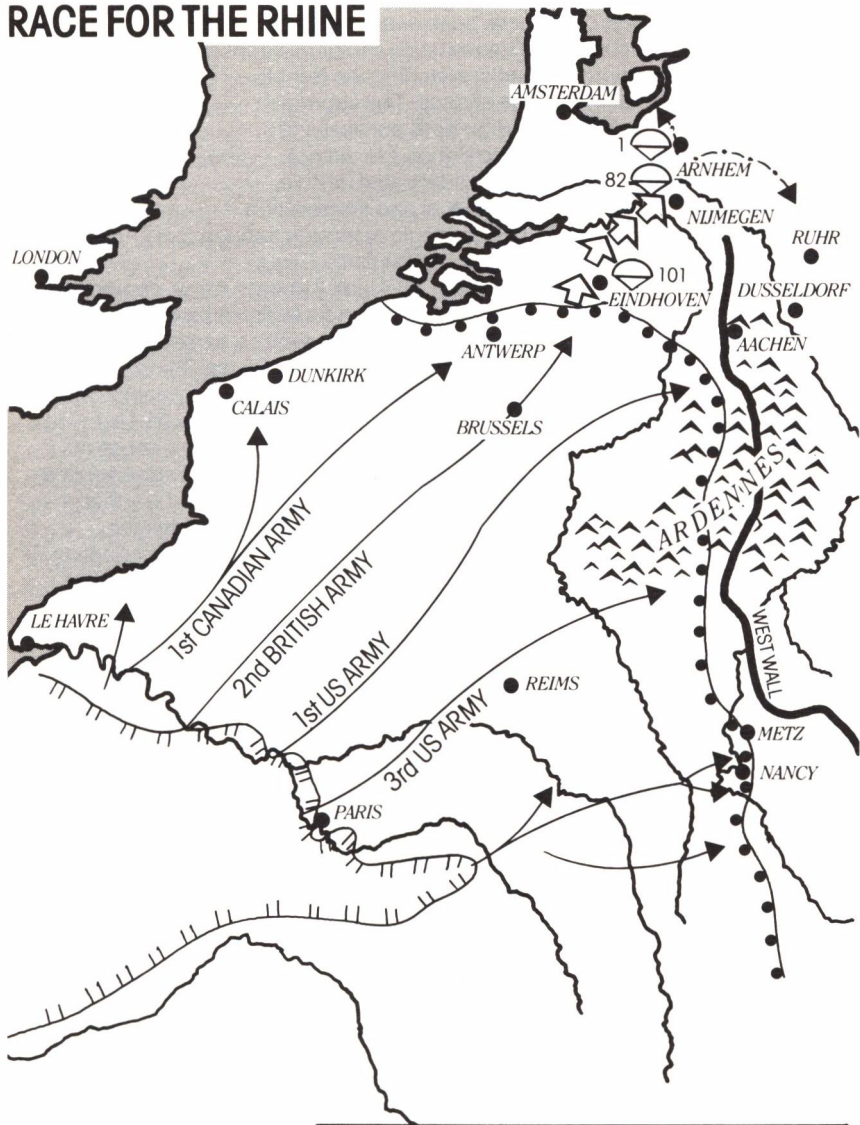 RACE FOR THE RHINE
AMSTERDAM
1
ARNHEM
82
NIJMEGEN
RUHR
LONDON
101
EINDHOVEN
DUSSELDORF
ANTWERP
AACHEN
DUNKIRK
CALAIS
BRUSSELS
ARDENNES
1st CANADIAN ARMY
2nd BRITISH ARMY
1st US ARMY
3rd US ARMY
LE HAVRE
WEST WALL
REIMS
METZ
NANCY
PARIS